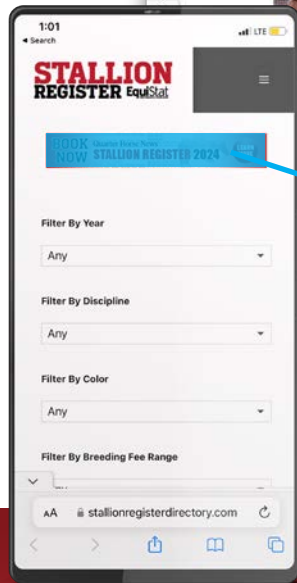 1:01
LTE
◄ Search
STALLION
REGISTER EquiStat
BOOK Quarter Horse News
NOW STALLION REGISTER 2024
Filter By Year
Any
Filter By Discipline
Any
Filter By Color
Any
Filter By Breeding Fee Range
AA stallionregisterdirectory.com